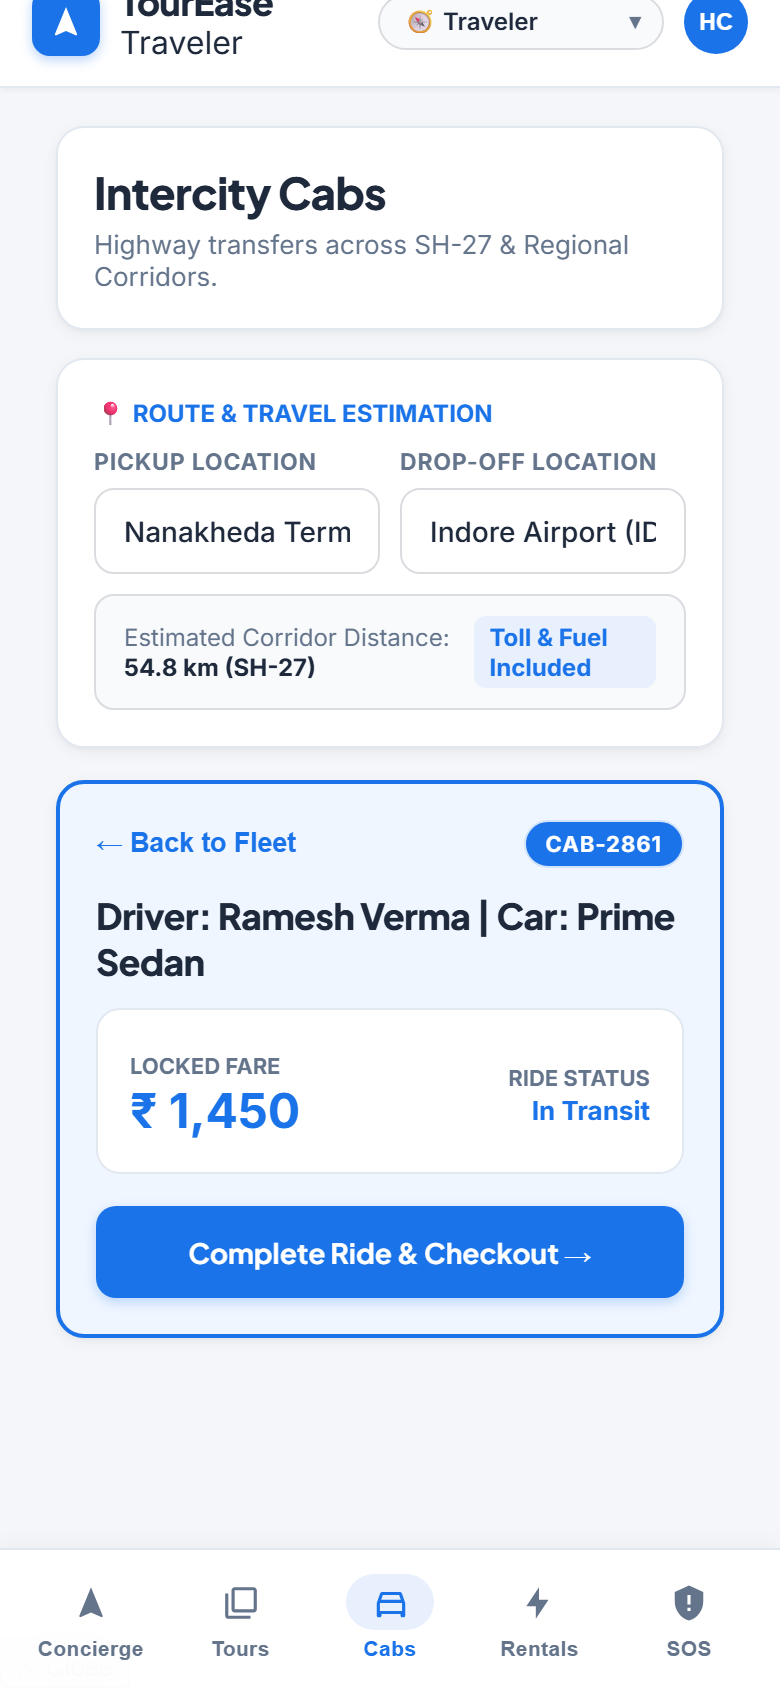 TourEase
Traveler
Traveler ▼
HC
Intercity Cabs
Highway transfers across SH-27 & Regional
Corridors.
ROUTE & TRAVEL ESTIMATION
PICKUP LOCATION
DROP-OFF LOCATION
Nanakheda Term
Indore Airport (ID
Estimated Corridor Distance:
54.8 km (SH-27)
Toll & Fuel
Included
← Back to Fleet
CAB-2861
Driver: Ramesh Verma | Car: Prime
Sedan
LOCKED FARE
₹ 1,450
RIDE STATUS
In Transit
Complete Ride & Checkout →
Concierge
Tours
Cabs
Rentals
SOS